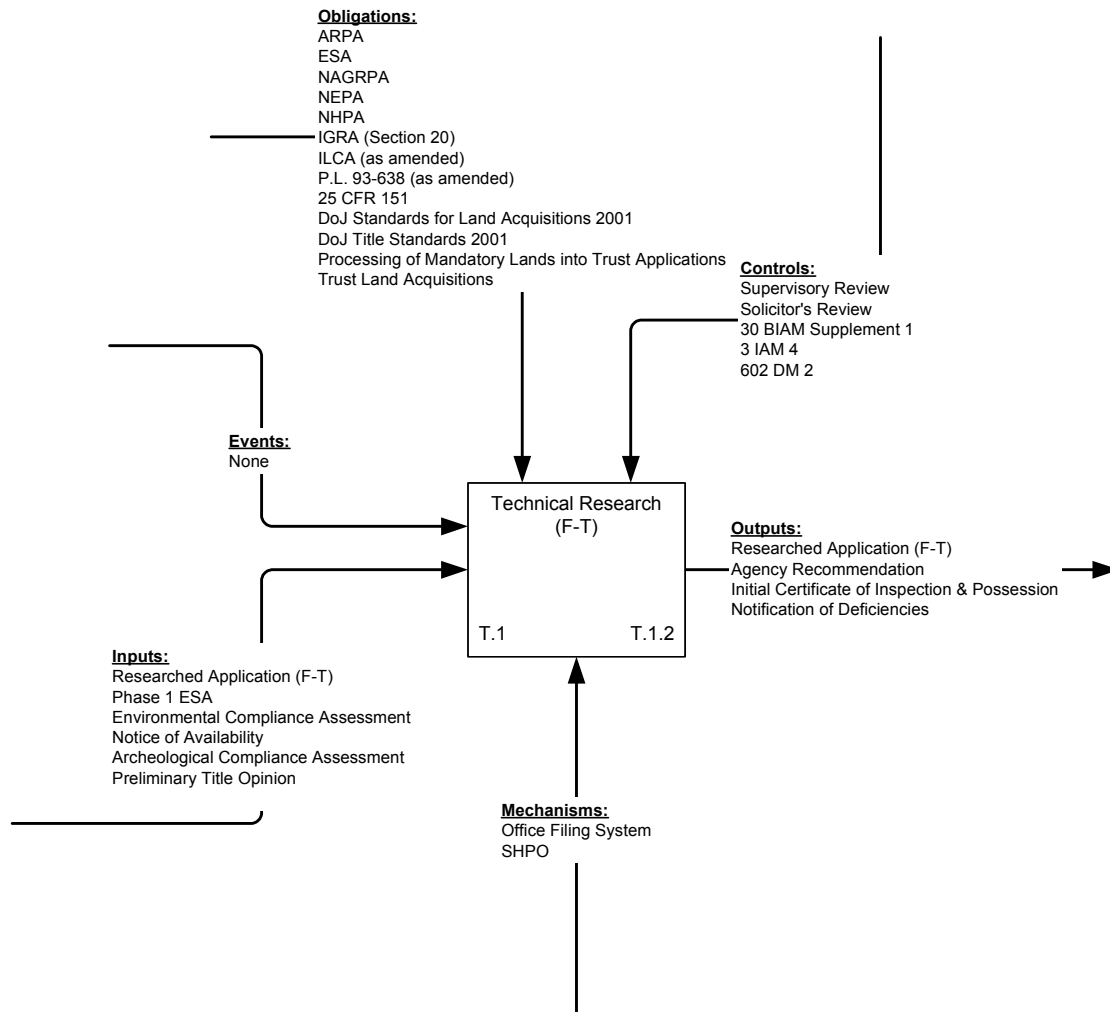 Obligations:
ARPA
ESA
NAGRPA
NEPA
NHPA
IGRA (Section 20)
ILCA (as amended)
P.L. 93-638 (as amended)
25 CFR 151
DoJ Standards for Land Acquisitions 2001
DoJ Title Standards 2001
Processing of Mandatory Lands into Trust Applications
Trust Land Acquisitions
Controls:
Supervisory Review
Solicitor's Review
30 BIAM Supplement 1
3 IAM 4
602 DM 2
Events:
None
Technical Research
(F-T)
T.1 T.1.2
Outputs:
Researched Application (F-T)
Agency Recommendation
Initial Certificate of Inspection & Possession
Notification of Deficiencies
Inputs:
Researched Application (F-T)
Phase 1 ESA
Environmental Compliance Assessment
Notice of Availability
Archeological Compliance Assessment
Preliminary Title Opinion
Mechanisms:
Office Filing System
SHPO